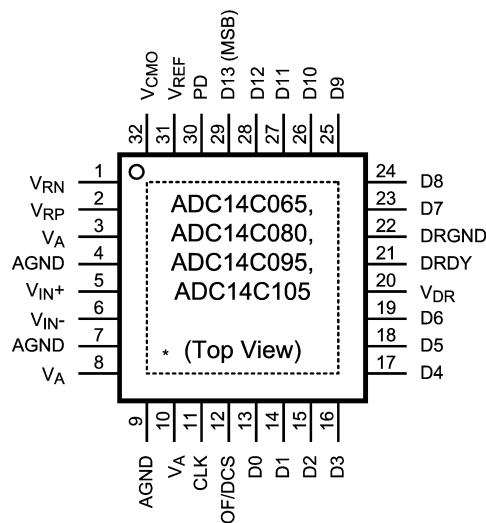 VCMO
VREF
PD
D13 (MSB)
D12
D11
D10
D9
32
31
30
29
28
27
26
25
VRN
1
VRP
2
VA
3
AGND
4
VIN+
5
VIN-
6
AGND
7
VA
8
ADC14C065,
ADC14C080,
ADC14C095,
ADC14C105
* (Top View)
24
D8
23
D7
22
DRGND
21
DRDY
20
VDR
19
D6
18
D5
17
D4
9
10
11
12
13
14
15
16
AGND
VA
CLK
OF/DCS
D0
D1
D2
D3